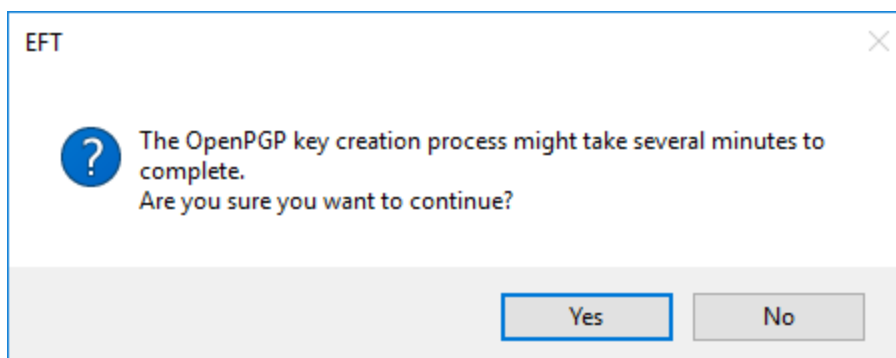 EFT
The OpenPGP key creation process might take several minutes to
complete.
Are you sure you want to continue?
Yes
No